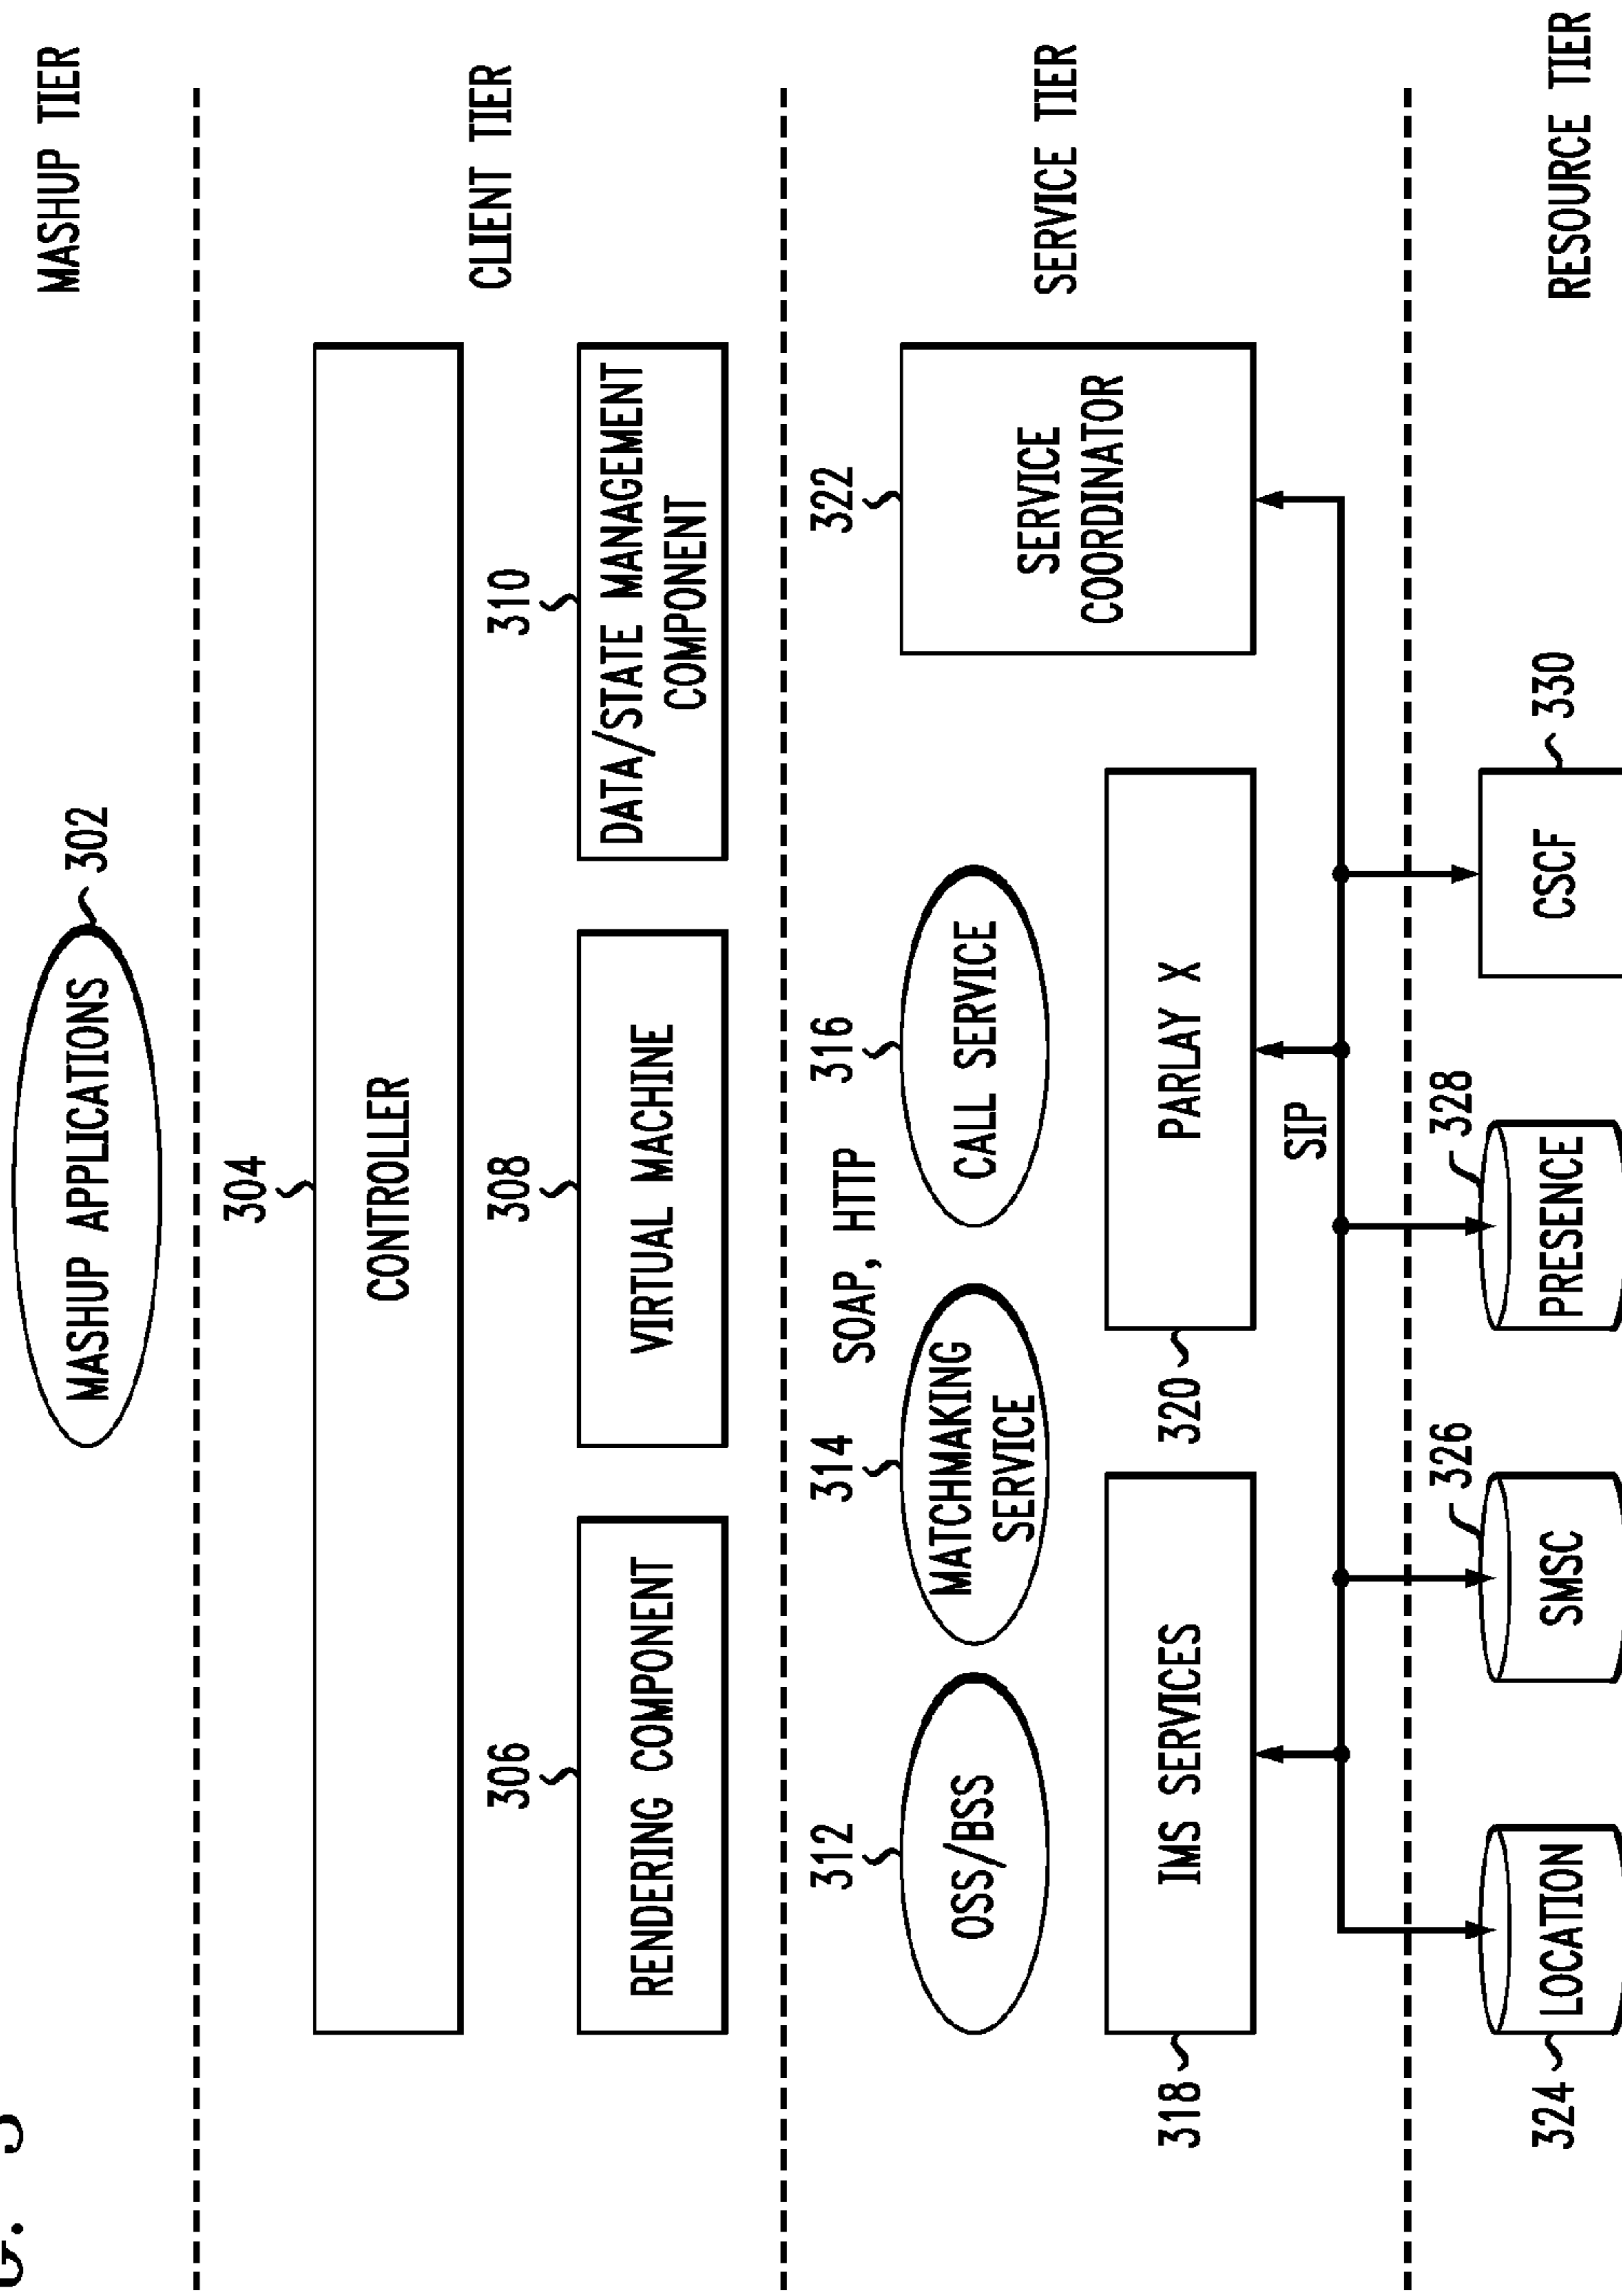 MASHUP APPLICATIONS
302
MASHUP TIER
304
CONTROLLER
CLIENT TIER
306
308
310
RENDERING COMPONENT
VIRTUAL MACHINE
DATA/STATE MANAGEMENT
COMPONENT
312
314
SOAP, HTTP
316
322
OSS/BSS
MATCHMAKING
SERVICE
CALL SERVICE
SERVICE
COORDINATOR
SERVICE TIER
318
IMS SERVICES
320
PARLAY X
SIP
324
LOCATION
326
SMSC
328
PRESENCE
CSCF
330
RESOURCE TIER